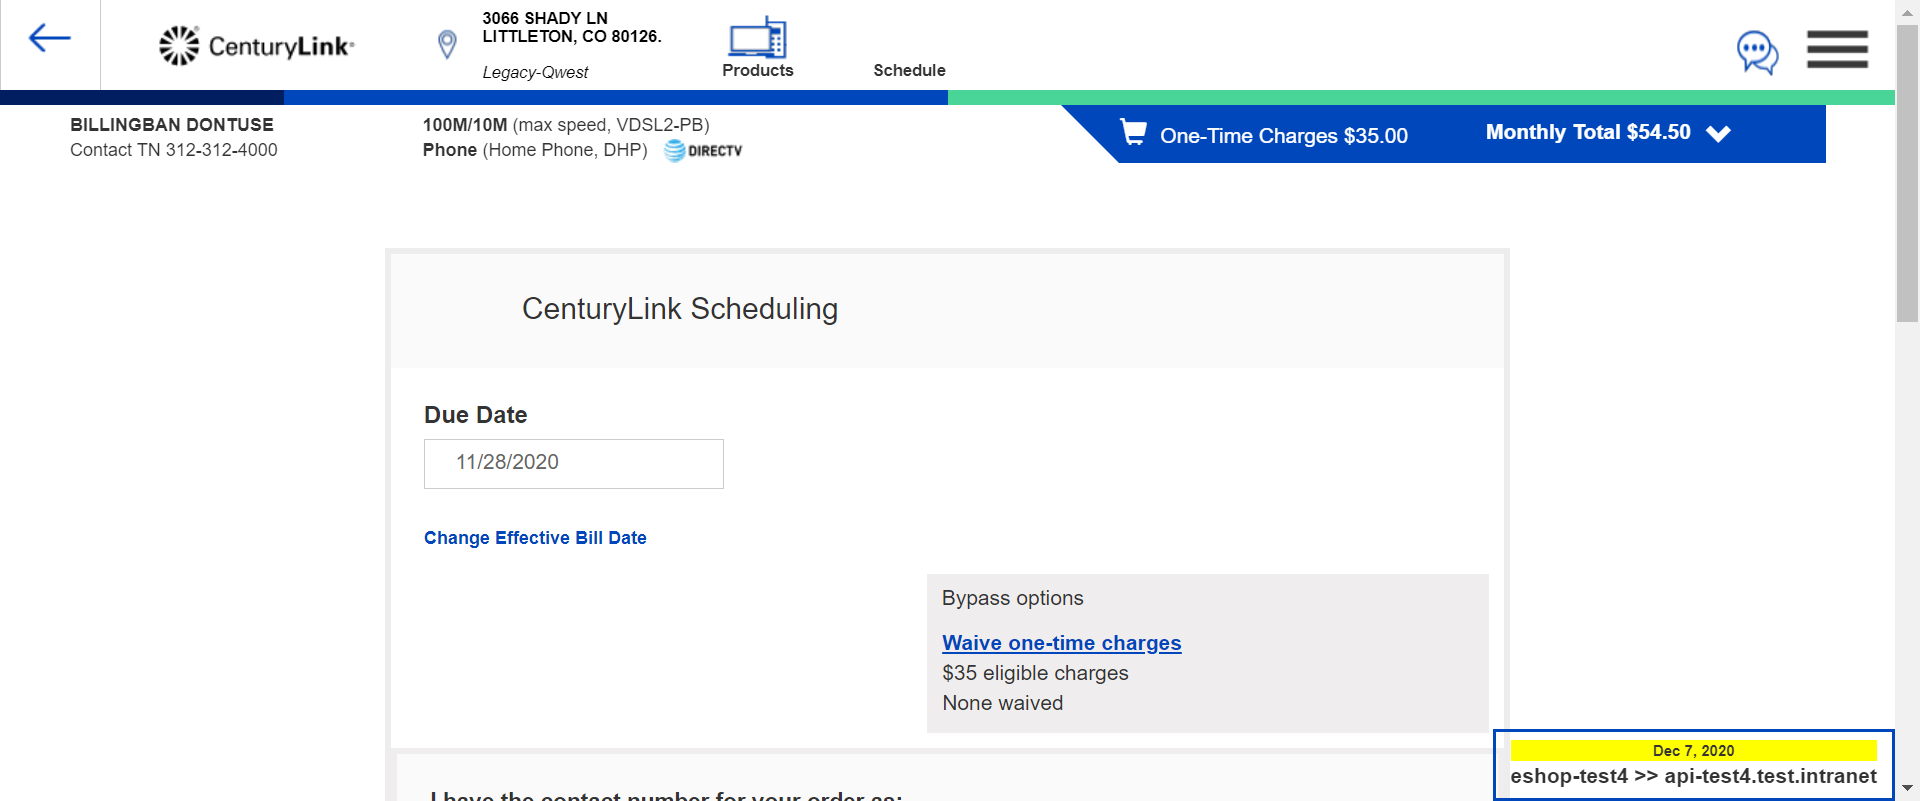 CenturyLink
3066 SHADY LN
LITTLETON, CO 80126.
Legacy-Qwest
Products
Schedule
BILLINGBAN DONTUSE
Contact TN 312-312-4000
100M/10M (max speed, VDSL2-PB)
Phone (Home Phone, DHP) AT&T DIRECTV
One-Time Charges $35.00
Monthly Total $54.50
CenturyLink Scheduling
Due Date
11/28/2020
Change Effective Bill Date
Bypass options
Waive one-time charges
$35 eligible charges
None waived
I have the contact number for your order as:
Dec 7, 2020
eshop-test4 >> api-test4.test.intranet